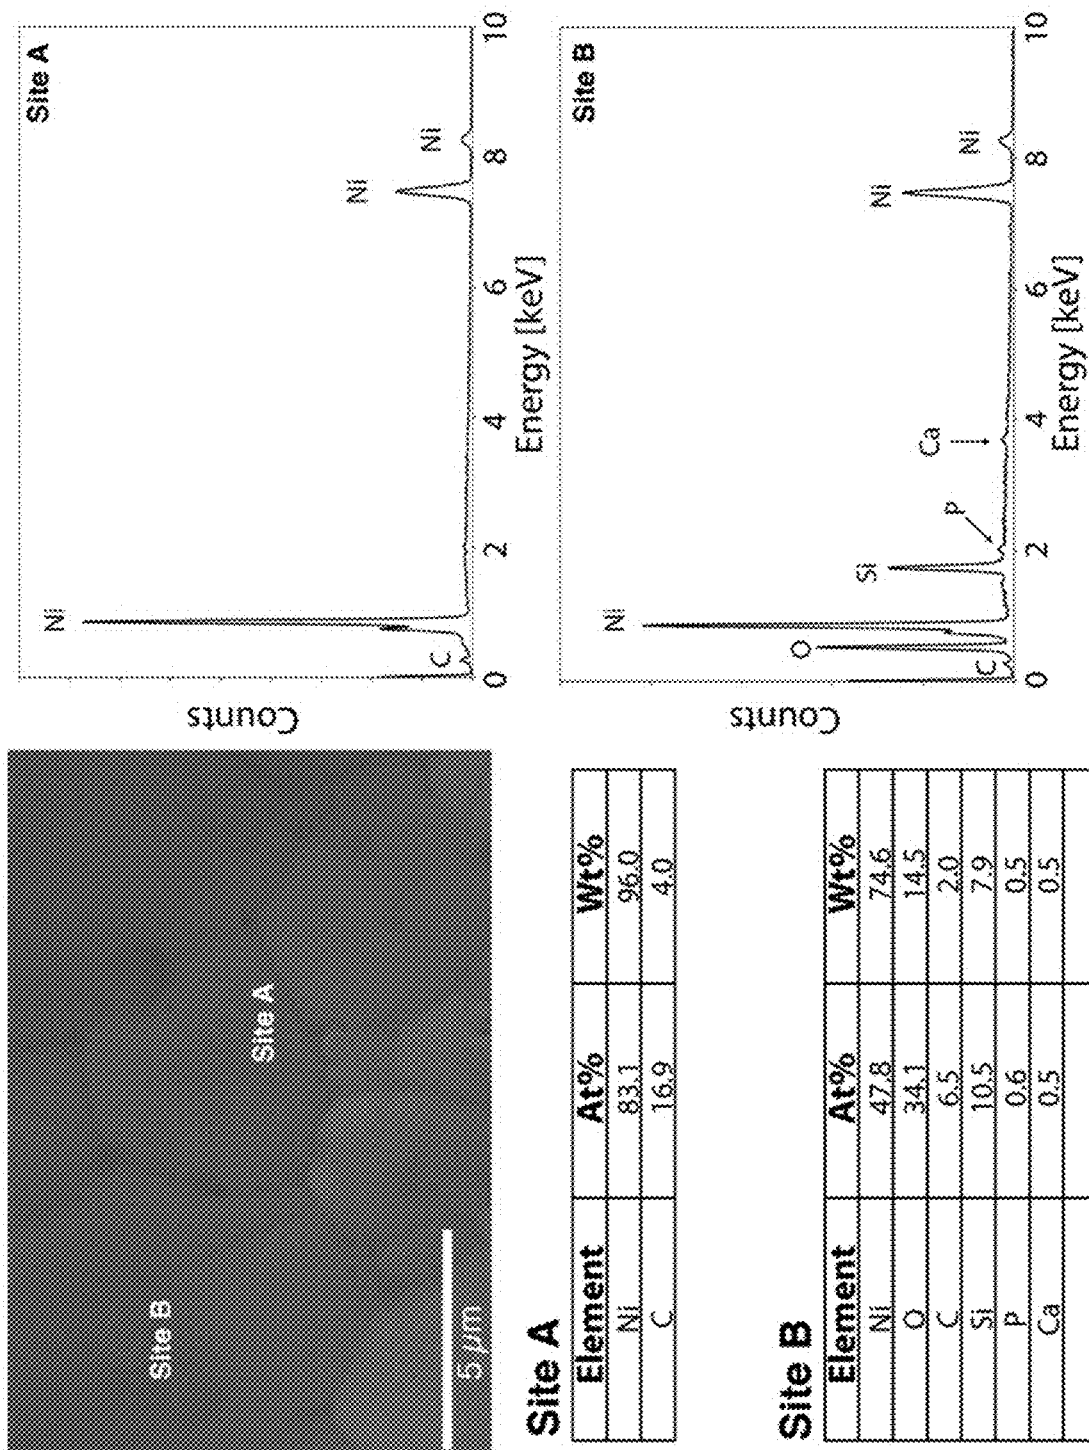 Site B
Site A
5 μm
Site A
Element At% Wt%
Ni 83.1 96.0
C 16.9 4.0
Site B
Element At% Wt%
Ni 47.8 74.6
O 34.1 14.5
C 6.5 2.0
Si 10.5 7.9
P 0.6 0.5
Ca 0.5 0.5
Site A
Counts
C
Ni
Ni
Ni
0 2 4 6 8 10
Energy [keV]
Site B
Counts
C
O
Ni
Si
P
Ca
Ni
Ni
0 2 4 6 8 10
Energy [keV]